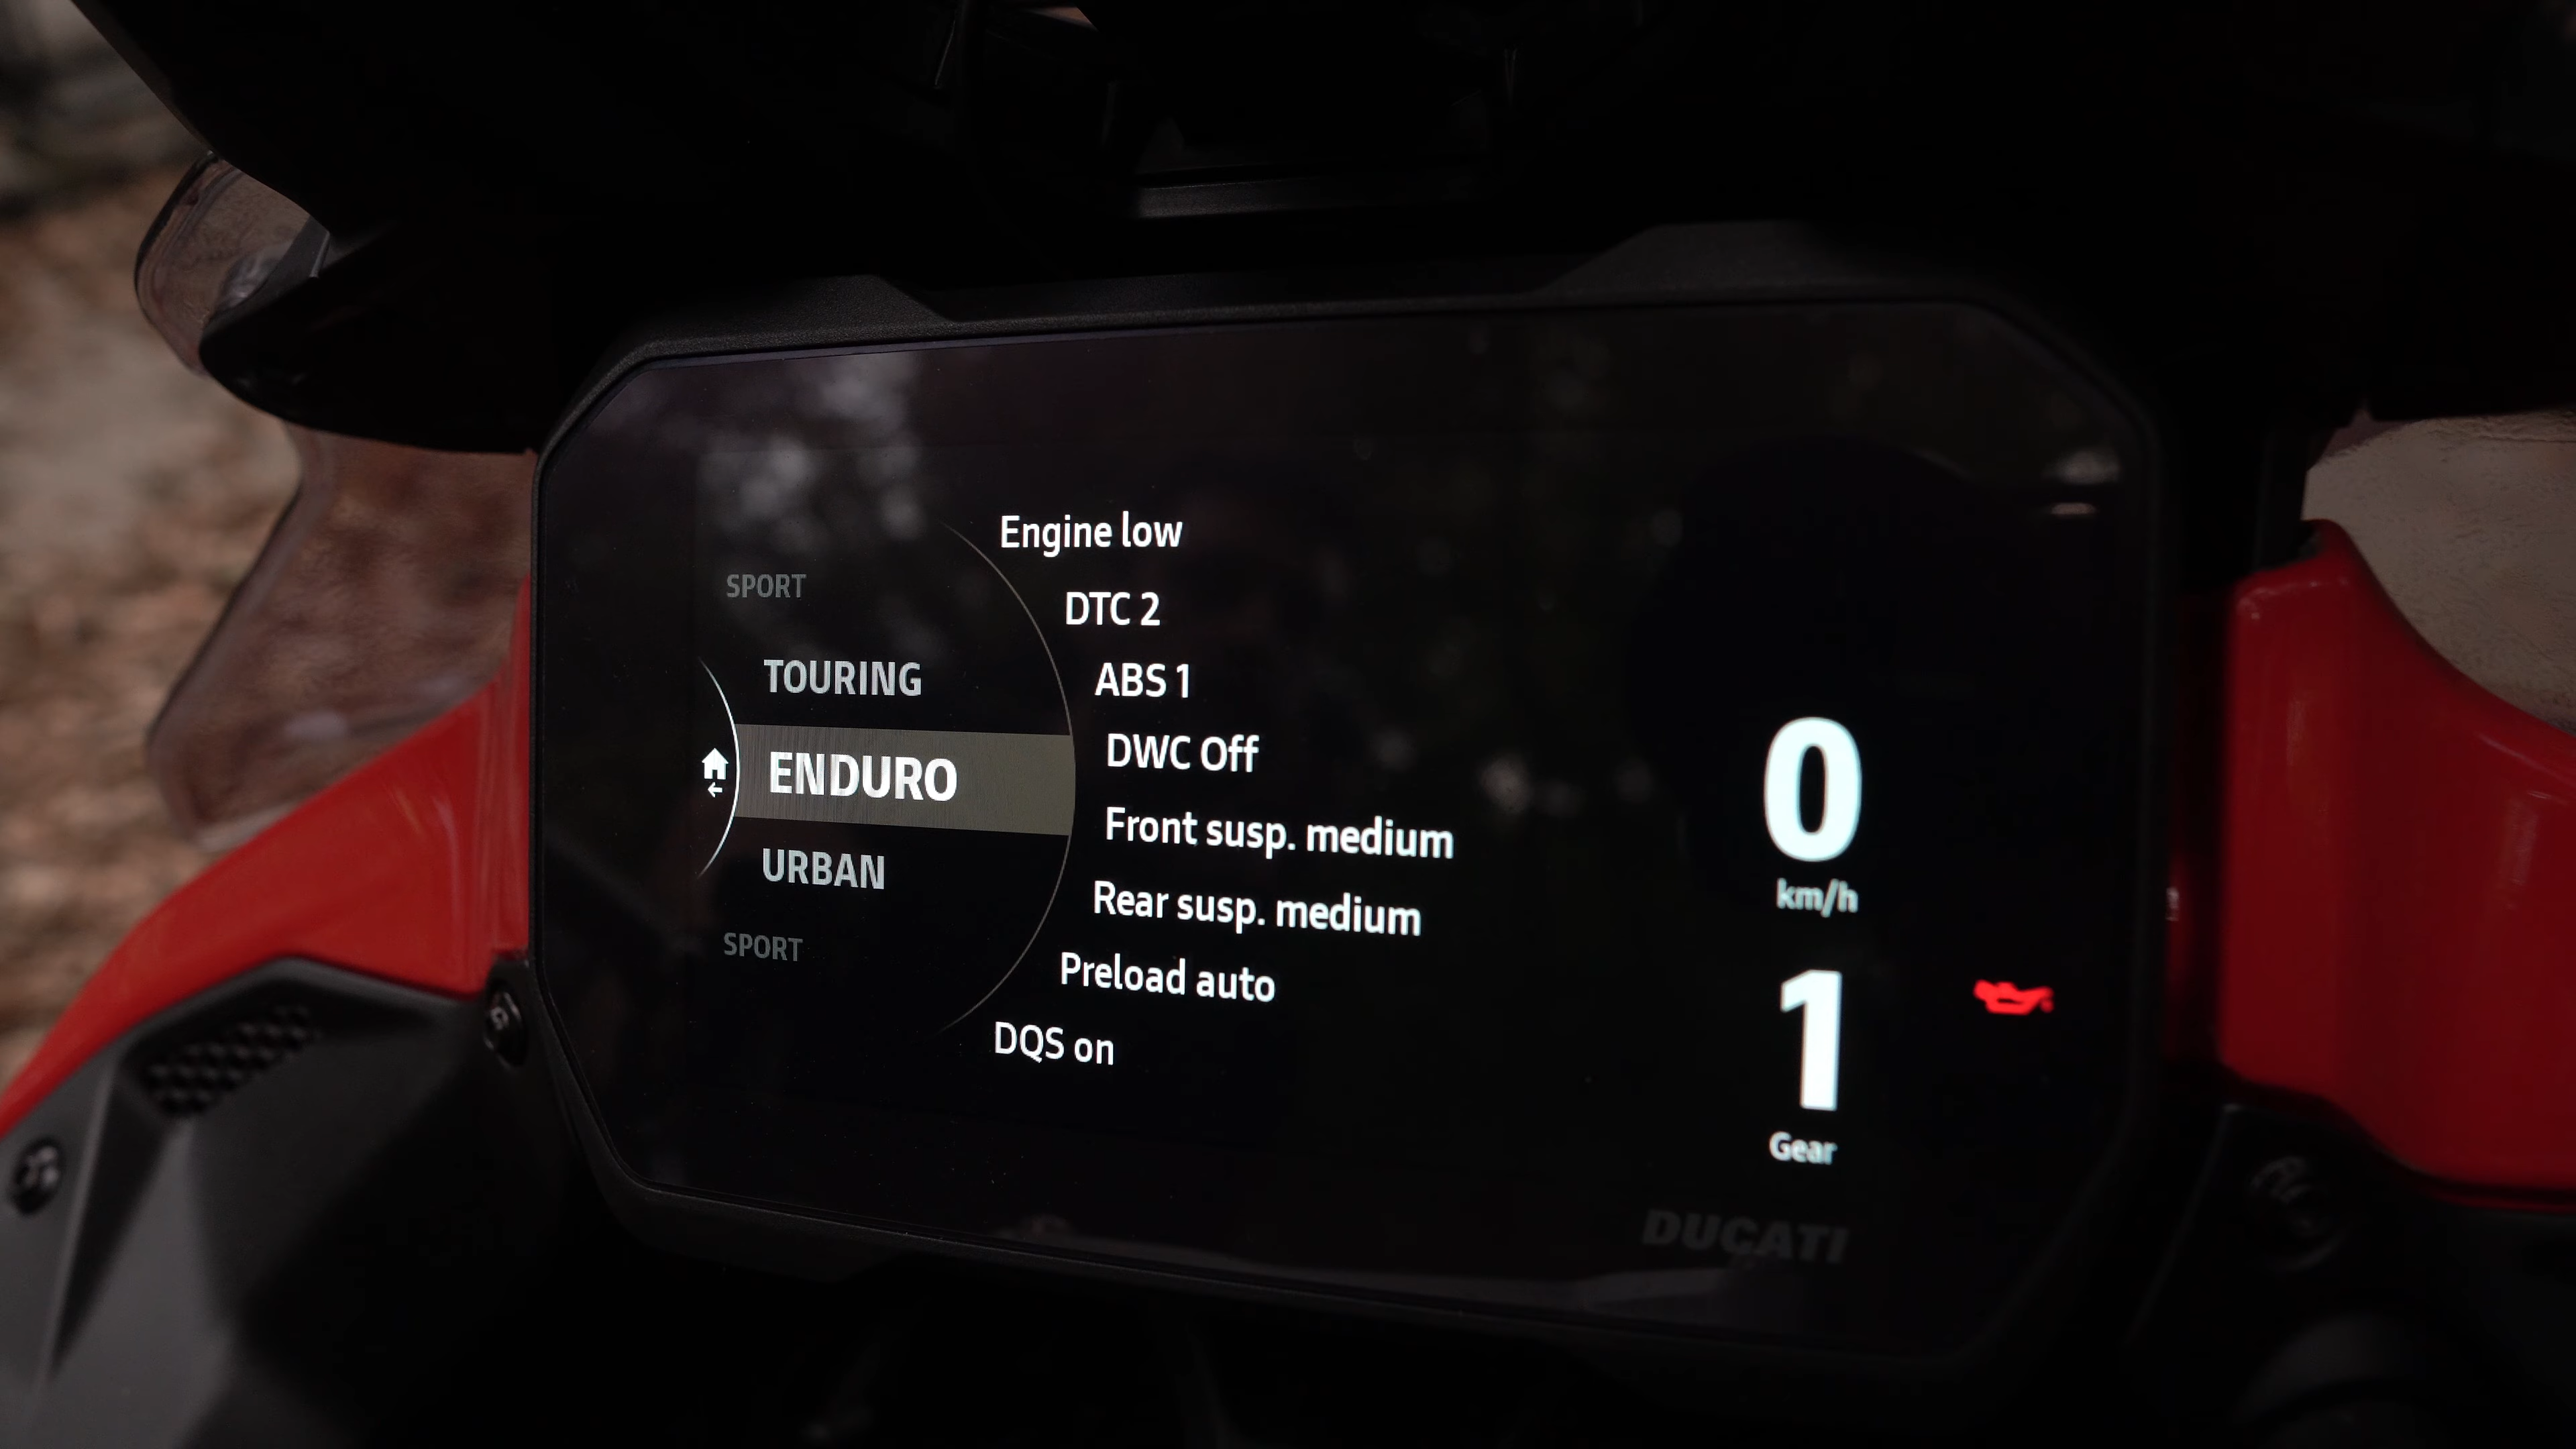 SPORT
TOURING
ENDURO
URBAN
SPORT
Engine low
DTC 2
ABS 1
DWC Off
Front susp. medium
Rear susp. medium
Preload auto
DQS on
0
km/h
1
Gear
DUCATI